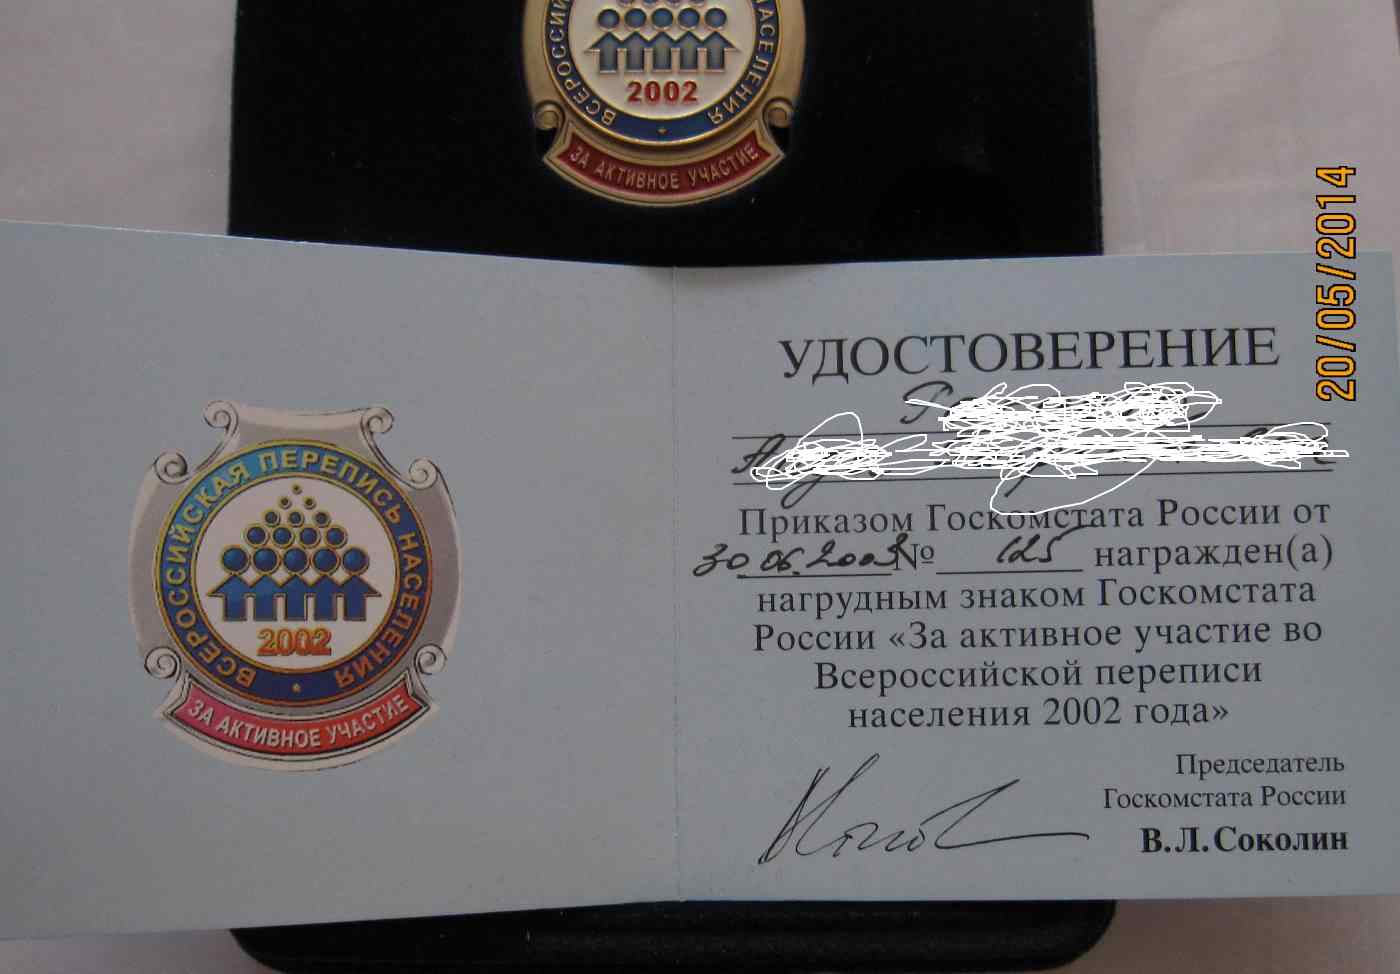 ВСЕРОССИЙ НАСЕЛЕНИЯ
2002
ЗА АКТИВНОЕ УЧАСТИЕ
20/05/2014
ВСЕРОССИЙСКАЯ ПЕРЕПИСЬ НАСЕЛЕНИЯ
2002
ЗА АКТИВНОЕ УЧАСТИЕ
УДОСТОВЕРЕНИЕ
Приказом Госкомстата России от
30.06.2003 № 125 награжден(а)
нагрудным знаком Госкомстата
России «За активное участие во
Всероссийской переписи
населения 2002 года»
Председатель
Госкомстата России
В.Л.Соколин